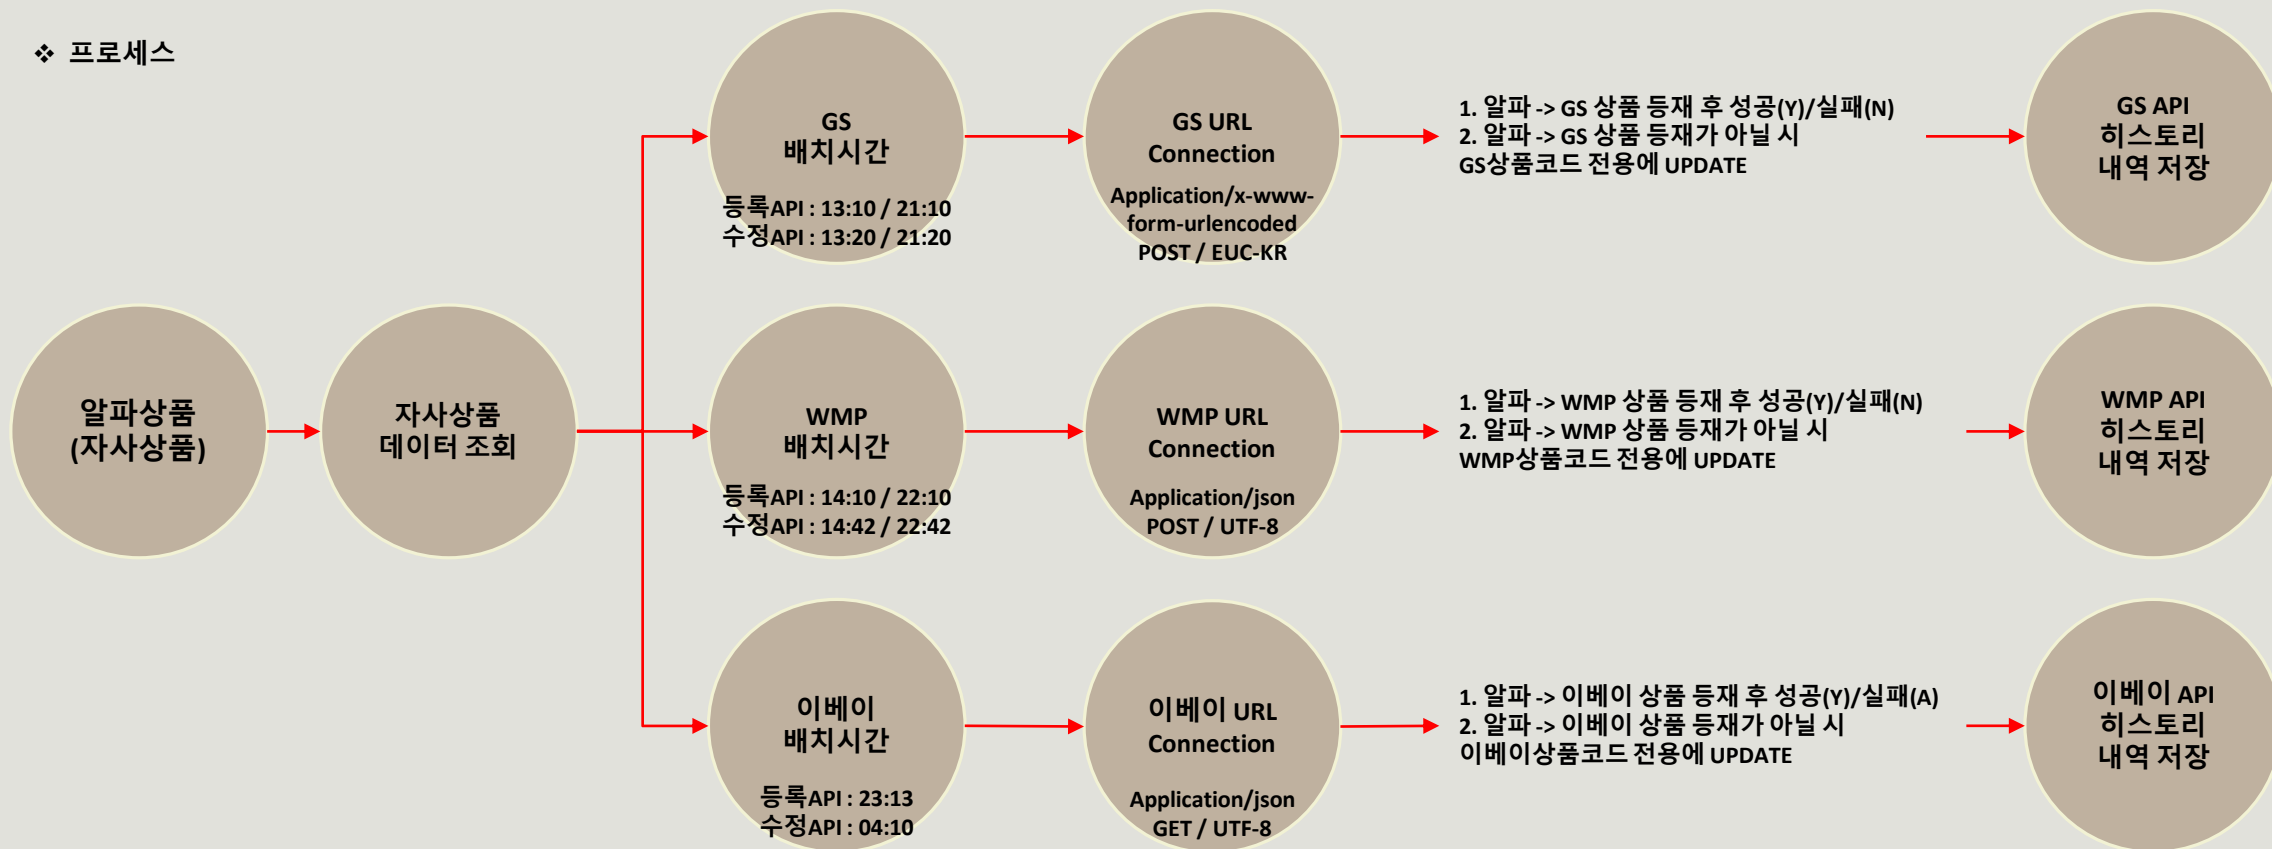 ❖ 프로세스
알파상품
(자사상품)
자사상품
데이터 조회
GS
배치시간
등록API : 13:10 / 21:10
수정API : 13:20 / 21:20
GS URL
Connection
Application/x-www-
form-urlencoded
POST / EUC-KR
1. 알파 -> GS 상품 등재 후 성공(Y)/실패(N)
2. 알파 -> GS 상품 등재가 아닐 시
GS상품코드 전용에 UPDATE
GS API
히스토리
내역 저장
WMP
배치시간
등록API : 14:10 / 22:10
수정API : 14:42 / 22:42
WMP URL
Connection
Application/json
POST / UTF-8
1. 알파 -> WMP 상품 등재 후 성공(Y)/실패(N)
2. 알파 -> WMP 상품 등재가 아닐 시
WMP상품코드 전용에 UPDATE
WMP API
히스토리
내역 저장
이베이
배치시간
등록API : 23:13
수정API : 04:10
이베이 URL
Connection
Application/json
GET / UTF-8
1. 알파 -> 이베이 상품 등재 후 성공(Y)/실패(A)
2. 알파 -> 이베이 상품 등재가 아닐 시
이베이상품코드 전용에 UPDATE
이베이 API
히스토리
내역 저장